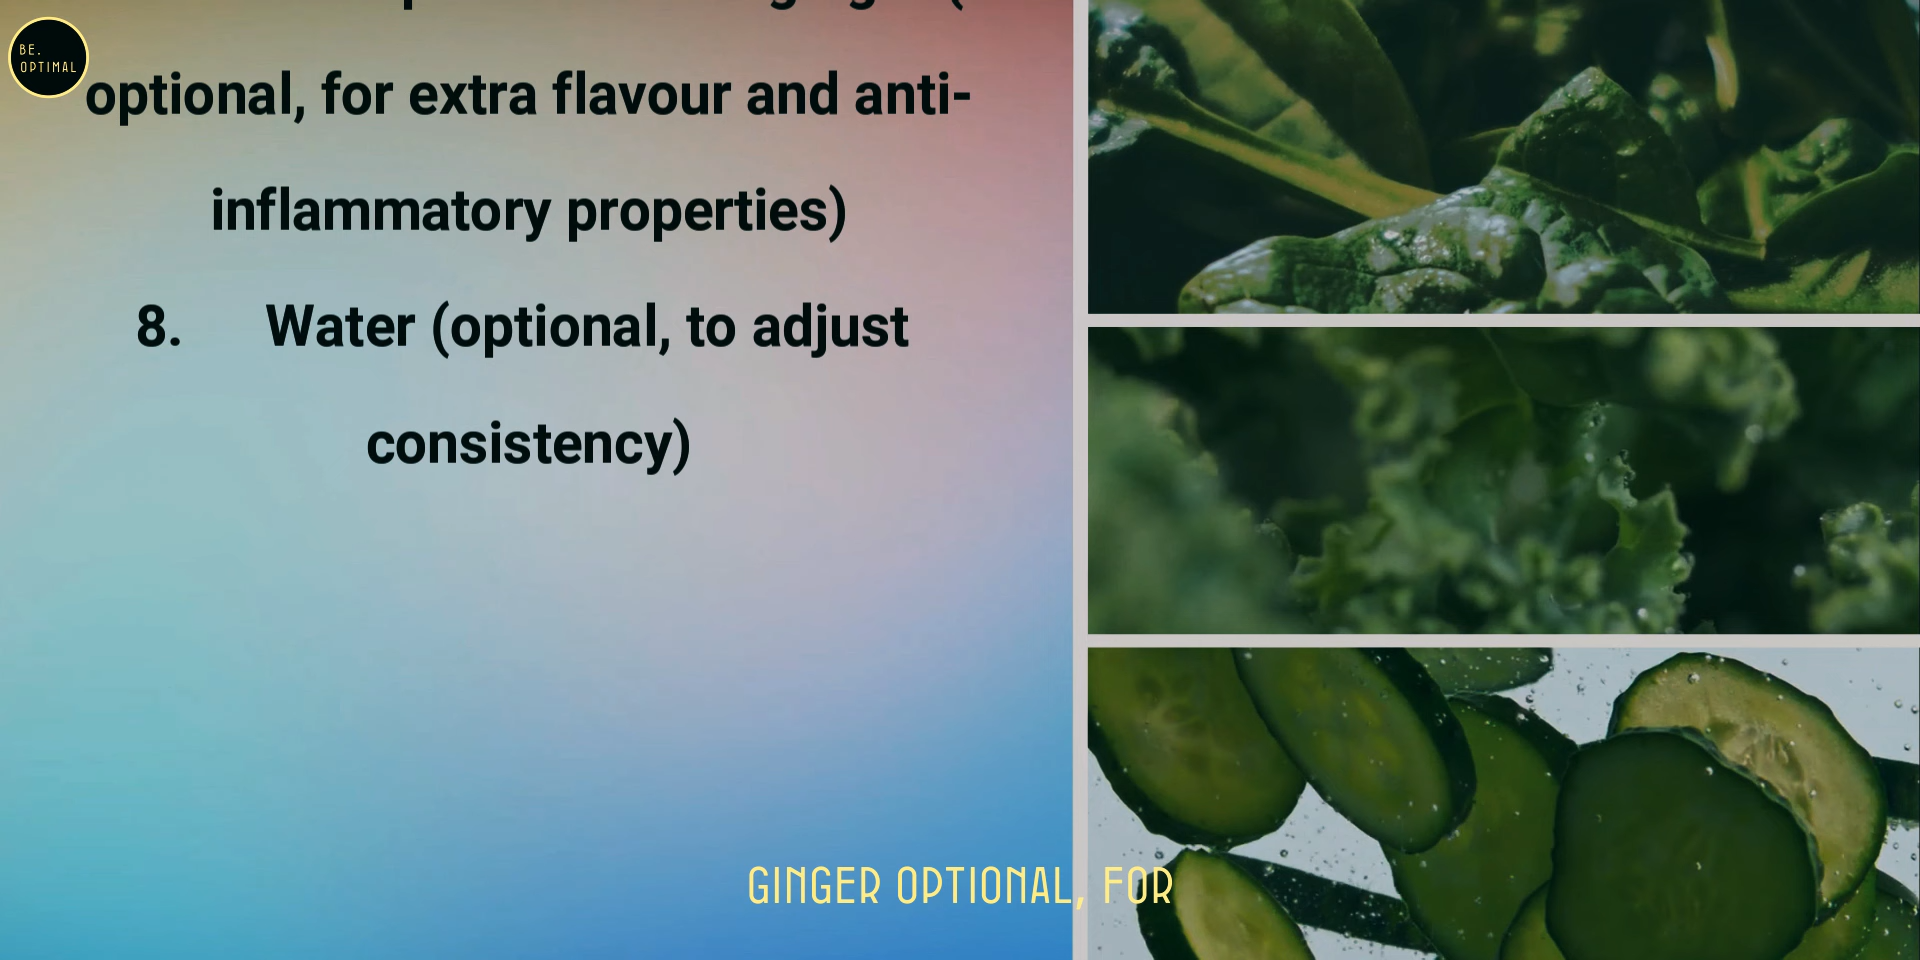 BE.
OPTIMAL
optional, for extra flavour and anti-
inflammatory properties)
8. Water (optional, to adjust
consistency)
GINGER OPTIONAL, FOR